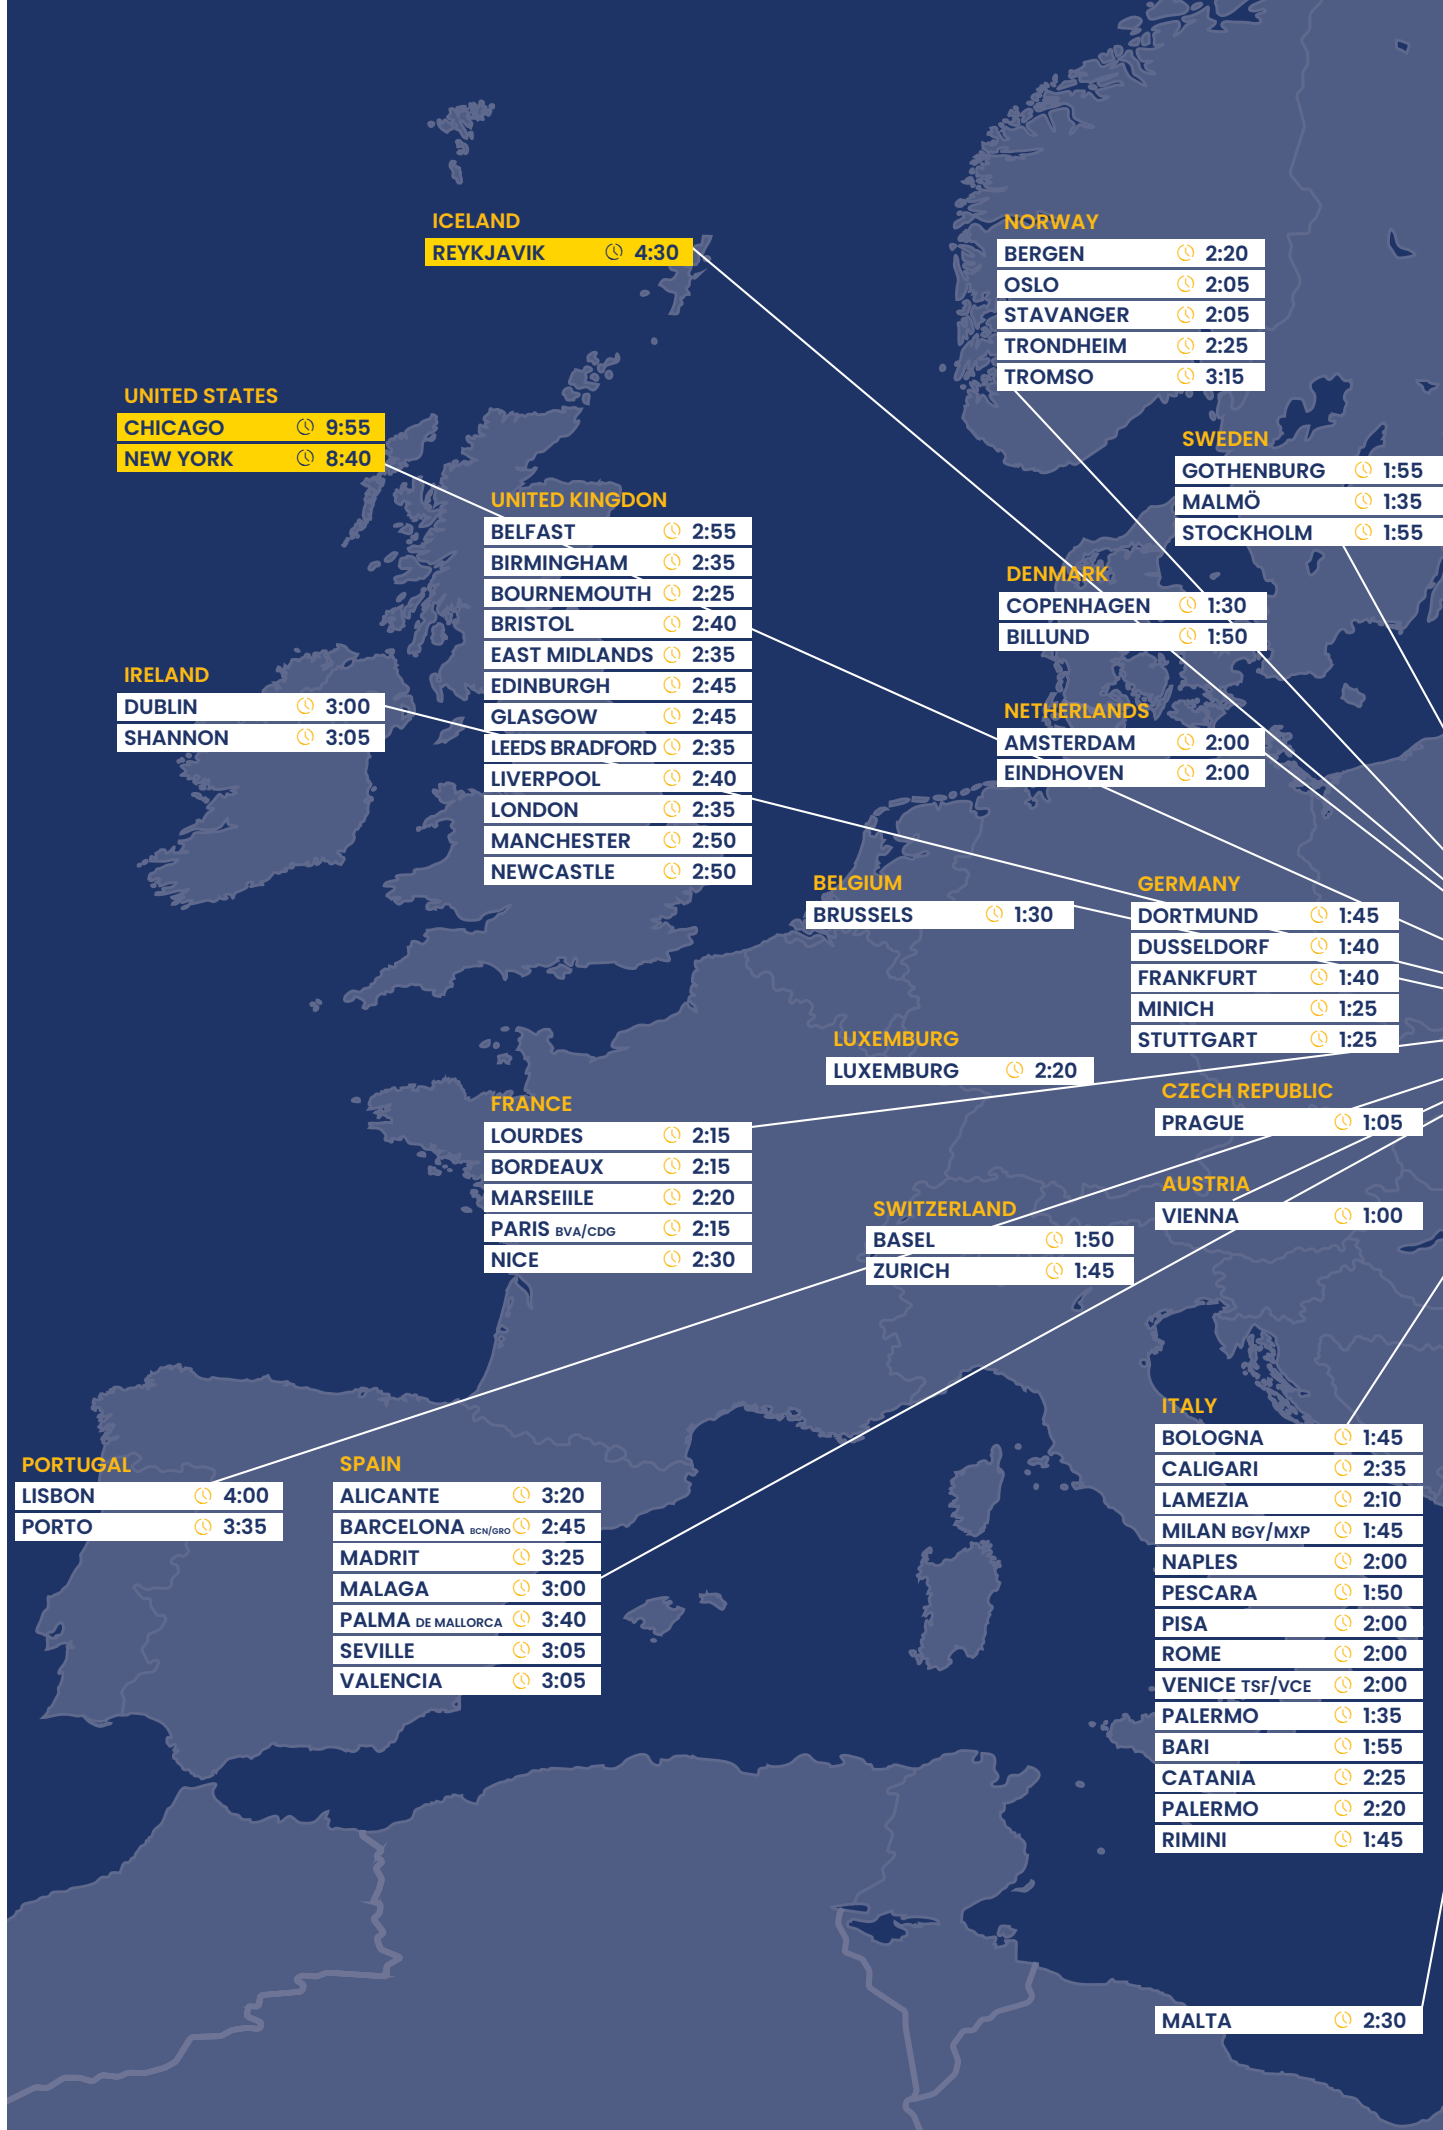 ICELAND
REYKJAVIK 4:30
NORWAY
BERGEN 2:20
OSLO 2:05
STAVANGER 2:05
TRONDHEIM 2:25
TROMSO 3:15
UNITED STATES
CHICAGO 9:55
NEW YORK 8:40
SWEDEN
GOTHENBURG 1:55
MALMÖ 1:35
STOCKHOLM 1:55
UNITED KINGDON
BELFAST 2:55
BIRMINGHAM 2:35
BOURNEMOUTH 2:25
BRISTOL 2:40
EAST MIDLANDS 2:35
EDINBURGH 2:45
GLASGOW 2:45
LEEDS BRADFORD 2:35
LIVERPOOL 2:40
LONDON 2:35
MANCHESTER 2:50
NEWCASTLE 2:50
DENMARK
COPENHAGEN 1:30
BILLUND 1:50
IRELAND
DUBLIN 3:00
SHANNON 3:05
NETHERLANDS
AMSTERDAM 2:00
EINDHOVEN 2:00
BELGIUM
BRUSSELS 1:30
GERMANY
DORTMUND 1:45
DUSSELDORF 1:40
FRANKFURT 1:40
MINICH 1:25
STUTTGART 1:25
LUXEMBURG
LUXEMBURG 2:20
CZECH REPUBLIC
PRAGUE 1:05
FRANCE
LOURDES 2:15
BORDEAUX 2:15
MARSEIILE 2:20
PARIS BVA/CDG 2:15
NICE 2:30
AUSTRIA
VIENNA 1:00
SWITZERLAND
BASEL 1:50
ZURICH 1:45
ITALY
BOLOGNA 1:45
CALIGARI 2:35
LAMEZIA 2:10
MILAN BGY/MXP 1:45
NAPLES 2:00
PESCARA 1:50
PISA 2:00
ROME 2:00
VENICE TSF/VCE 2:00
PALERMO 1:35
BARI 1:55
CATANIA 2:25
PALERMO 2:20
RIMINI 1:45
PORTUGAL
LISBON 4:00
PORTO 3:35
SPAIN
ALICANTE 3:20
BARCELONA BCN/GRO 2:45
MADRIT 3:25
MALAGA 3:00
PALMA DE MALLORCA 3:40
SEVILLE 3:05
VALENCIA 3:05
MALTA 2:30